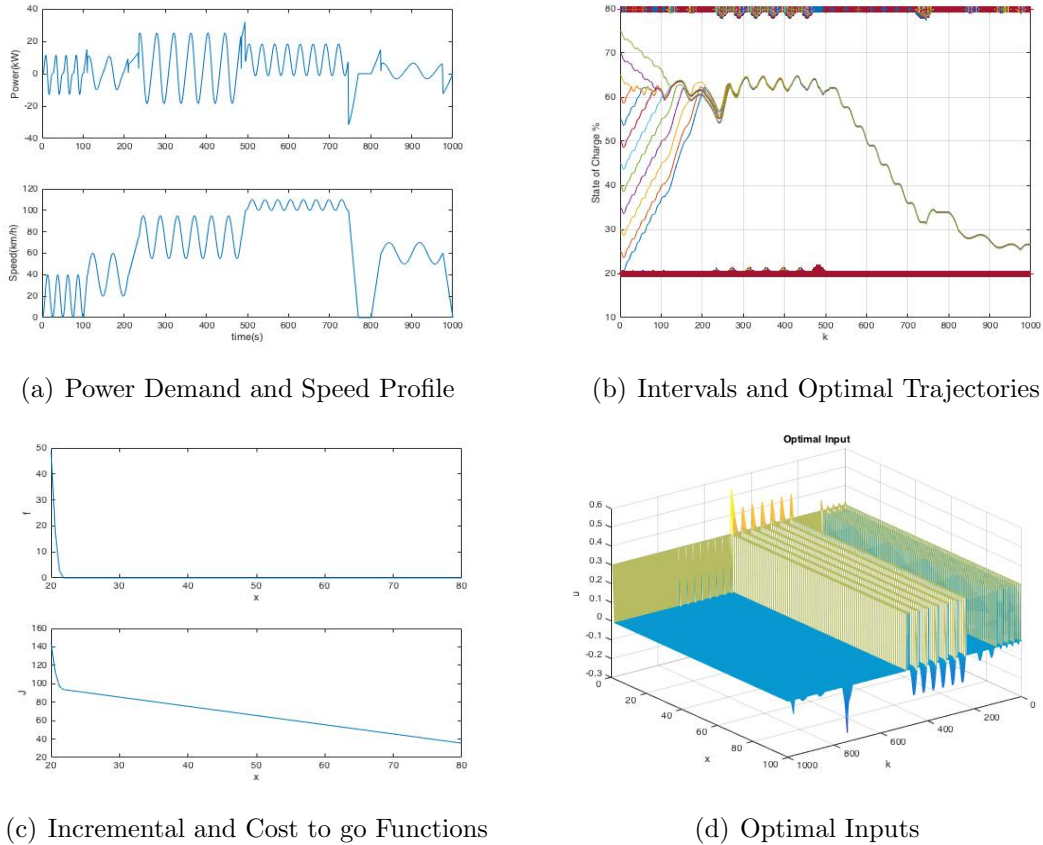 40
20
0
-20
-40
Power(kW)
0 100 200 300 400 500 600 700 800 900 1000
120
100
80
60
40
20
0
Speed(km/h)
0 100 200 300 400 500 600 700 800 900 1000
time(s)
(a) Power Demand and Speed Profile
80
70
60
50
40
30
20
10
State of Charge %
0 100 200 300 400 500 600 700 800 900 1000
k
(b) Intervals and Optimal Trajectories
50
40
30
20
10
0
f
20 30 40 50 60 70 80
x
160
140
120
100
80
60
40
20
J
20 30 40 50 60 70 80
x
(c) Incremental and Cost to go Functions
Optimal Input
0.6
0.5
0.4
0.3
0.2
0.1
0
-0.1
-0.2
-0.3
u
0
20
40
60
80
100
x
1000
800
600
400
200
0
k
(d) Optimal Inputs